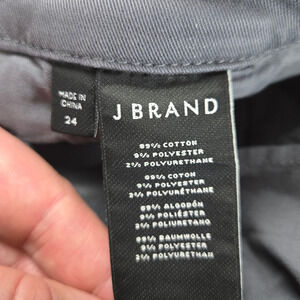 MADE IN
CHINA
24
J BRAND
89% COTTON
9% POLYESTER
2% POLYURETHANE
89% COTON
9% POLYESTER
2% POLYURÉTHANE
89% ALGODÓN
9% POLIÉSTER
2% POLIURETANO
89% BAUMWOLLE
9% POLYESTER
2% POLYURETHAN